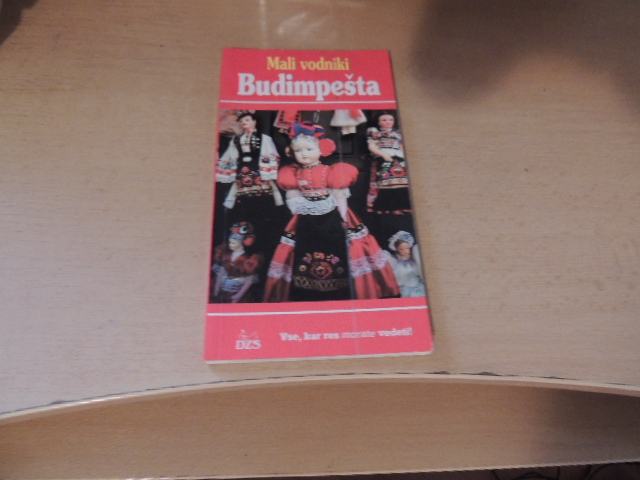 Mali vodniki
Budimpešta
DZS
Vse, kar res morate vedeti!